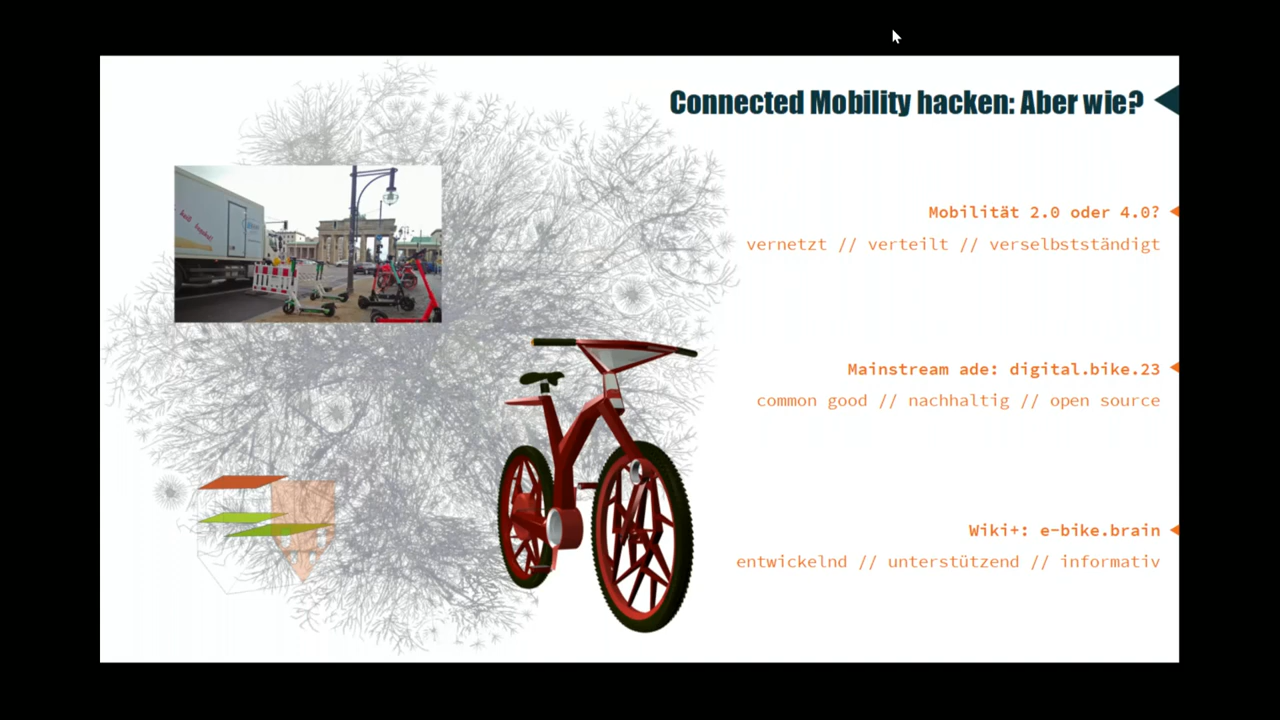 Connected Mobility hacken: Aber wie?
Mobilität 2.0 oder 4.0?
vernetzt // verteilt // verselbstständigt
Mainstream ade: digital.bike.23
common good // nachhaltig // open source
Wiki+: e-bike.brain
entwickelnd // unterstützend // informativ